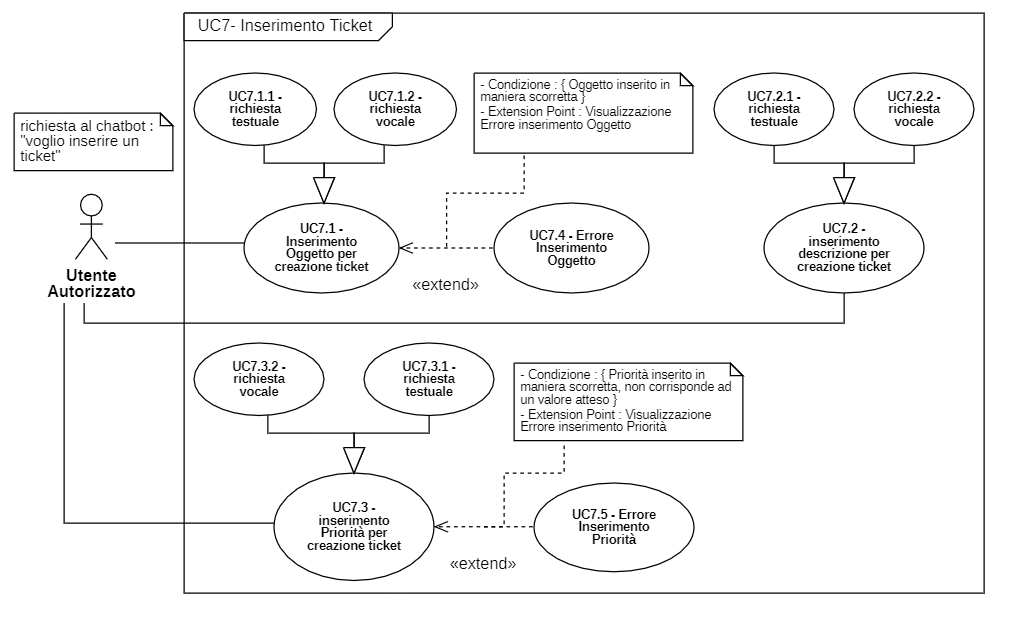 UC7- Inserimento Ticket
richiesta al chatbot :
"voglio inserire un
ticket"
Utente
Autorizzato
UC7.1.1 -
richiesta
testuale
UC7.1.2 -
richiesta
vocale
- Condizione : { Oggetto inserito in
maniera scorretta }
- Extension Point : Visualizzazione
Errore inserimento Oggetto
UC7.2.1 -
richiesta
testuale
UC7.2.2 -
richiesta
vocale
UC7.1 -
Inserimento
Oggetto per
creazione ticket
«extend»
UC7.4 - Errore
Inserimento
Oggetto
UC7.2 -
inserimento
descrizione per
creazione ticket
UC7.3.2 -
richiesta
vocale
UC7.3.1 -
richiesta
testuale
- Condizione : { Priorità inserito in
maniera scorretta, non corrisponde ad
un valore atteso }
- Extension Point : Visualizzazione
Errore inserimento Priorità
UC7.3 -
inserimento
Priorità per
creazione ticket
«extend»
UC7.5 - Errore
Inserimento
Priorità